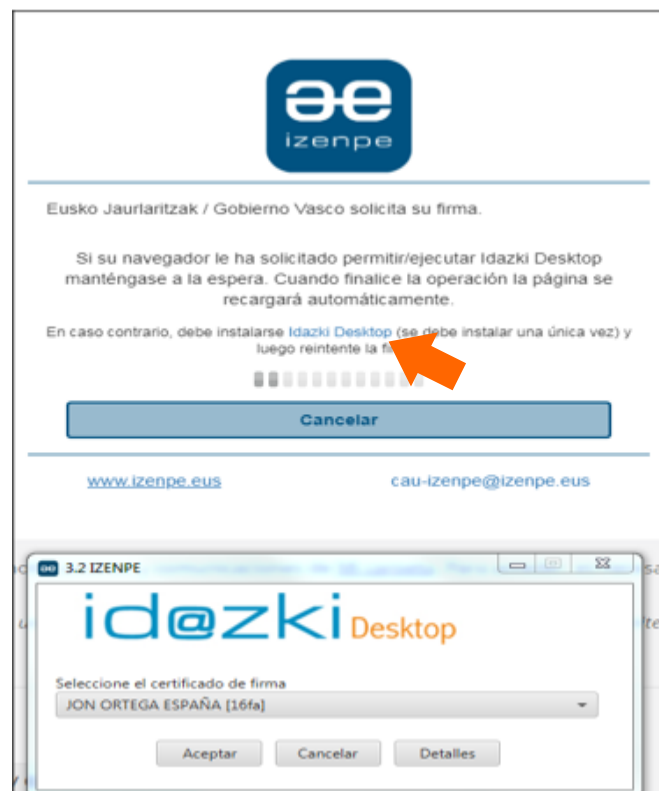 izenpe
Eusko Jaurlaritzak / Gobierno Vasco solicita su firma.
Si su navegador le ha solicitado permitir/ejecutar Idazki Desktop
manténgase a la espera. Cuando finalice la operación la página se
recargará automáticamente.
En caso contrario, debe instalarse Idazki Desktop (se debe instalar una única vez) y
luego reintente la
Cancelar
www.izenpe.eus
cau-izenpe@izenpe.eus
3.2 IZENPE
id@zki Desktop
Seleccione el certificado de firma
JON ORTEGA ESPAÑA [16fa]
Aceptar
Cancelar
Detalles